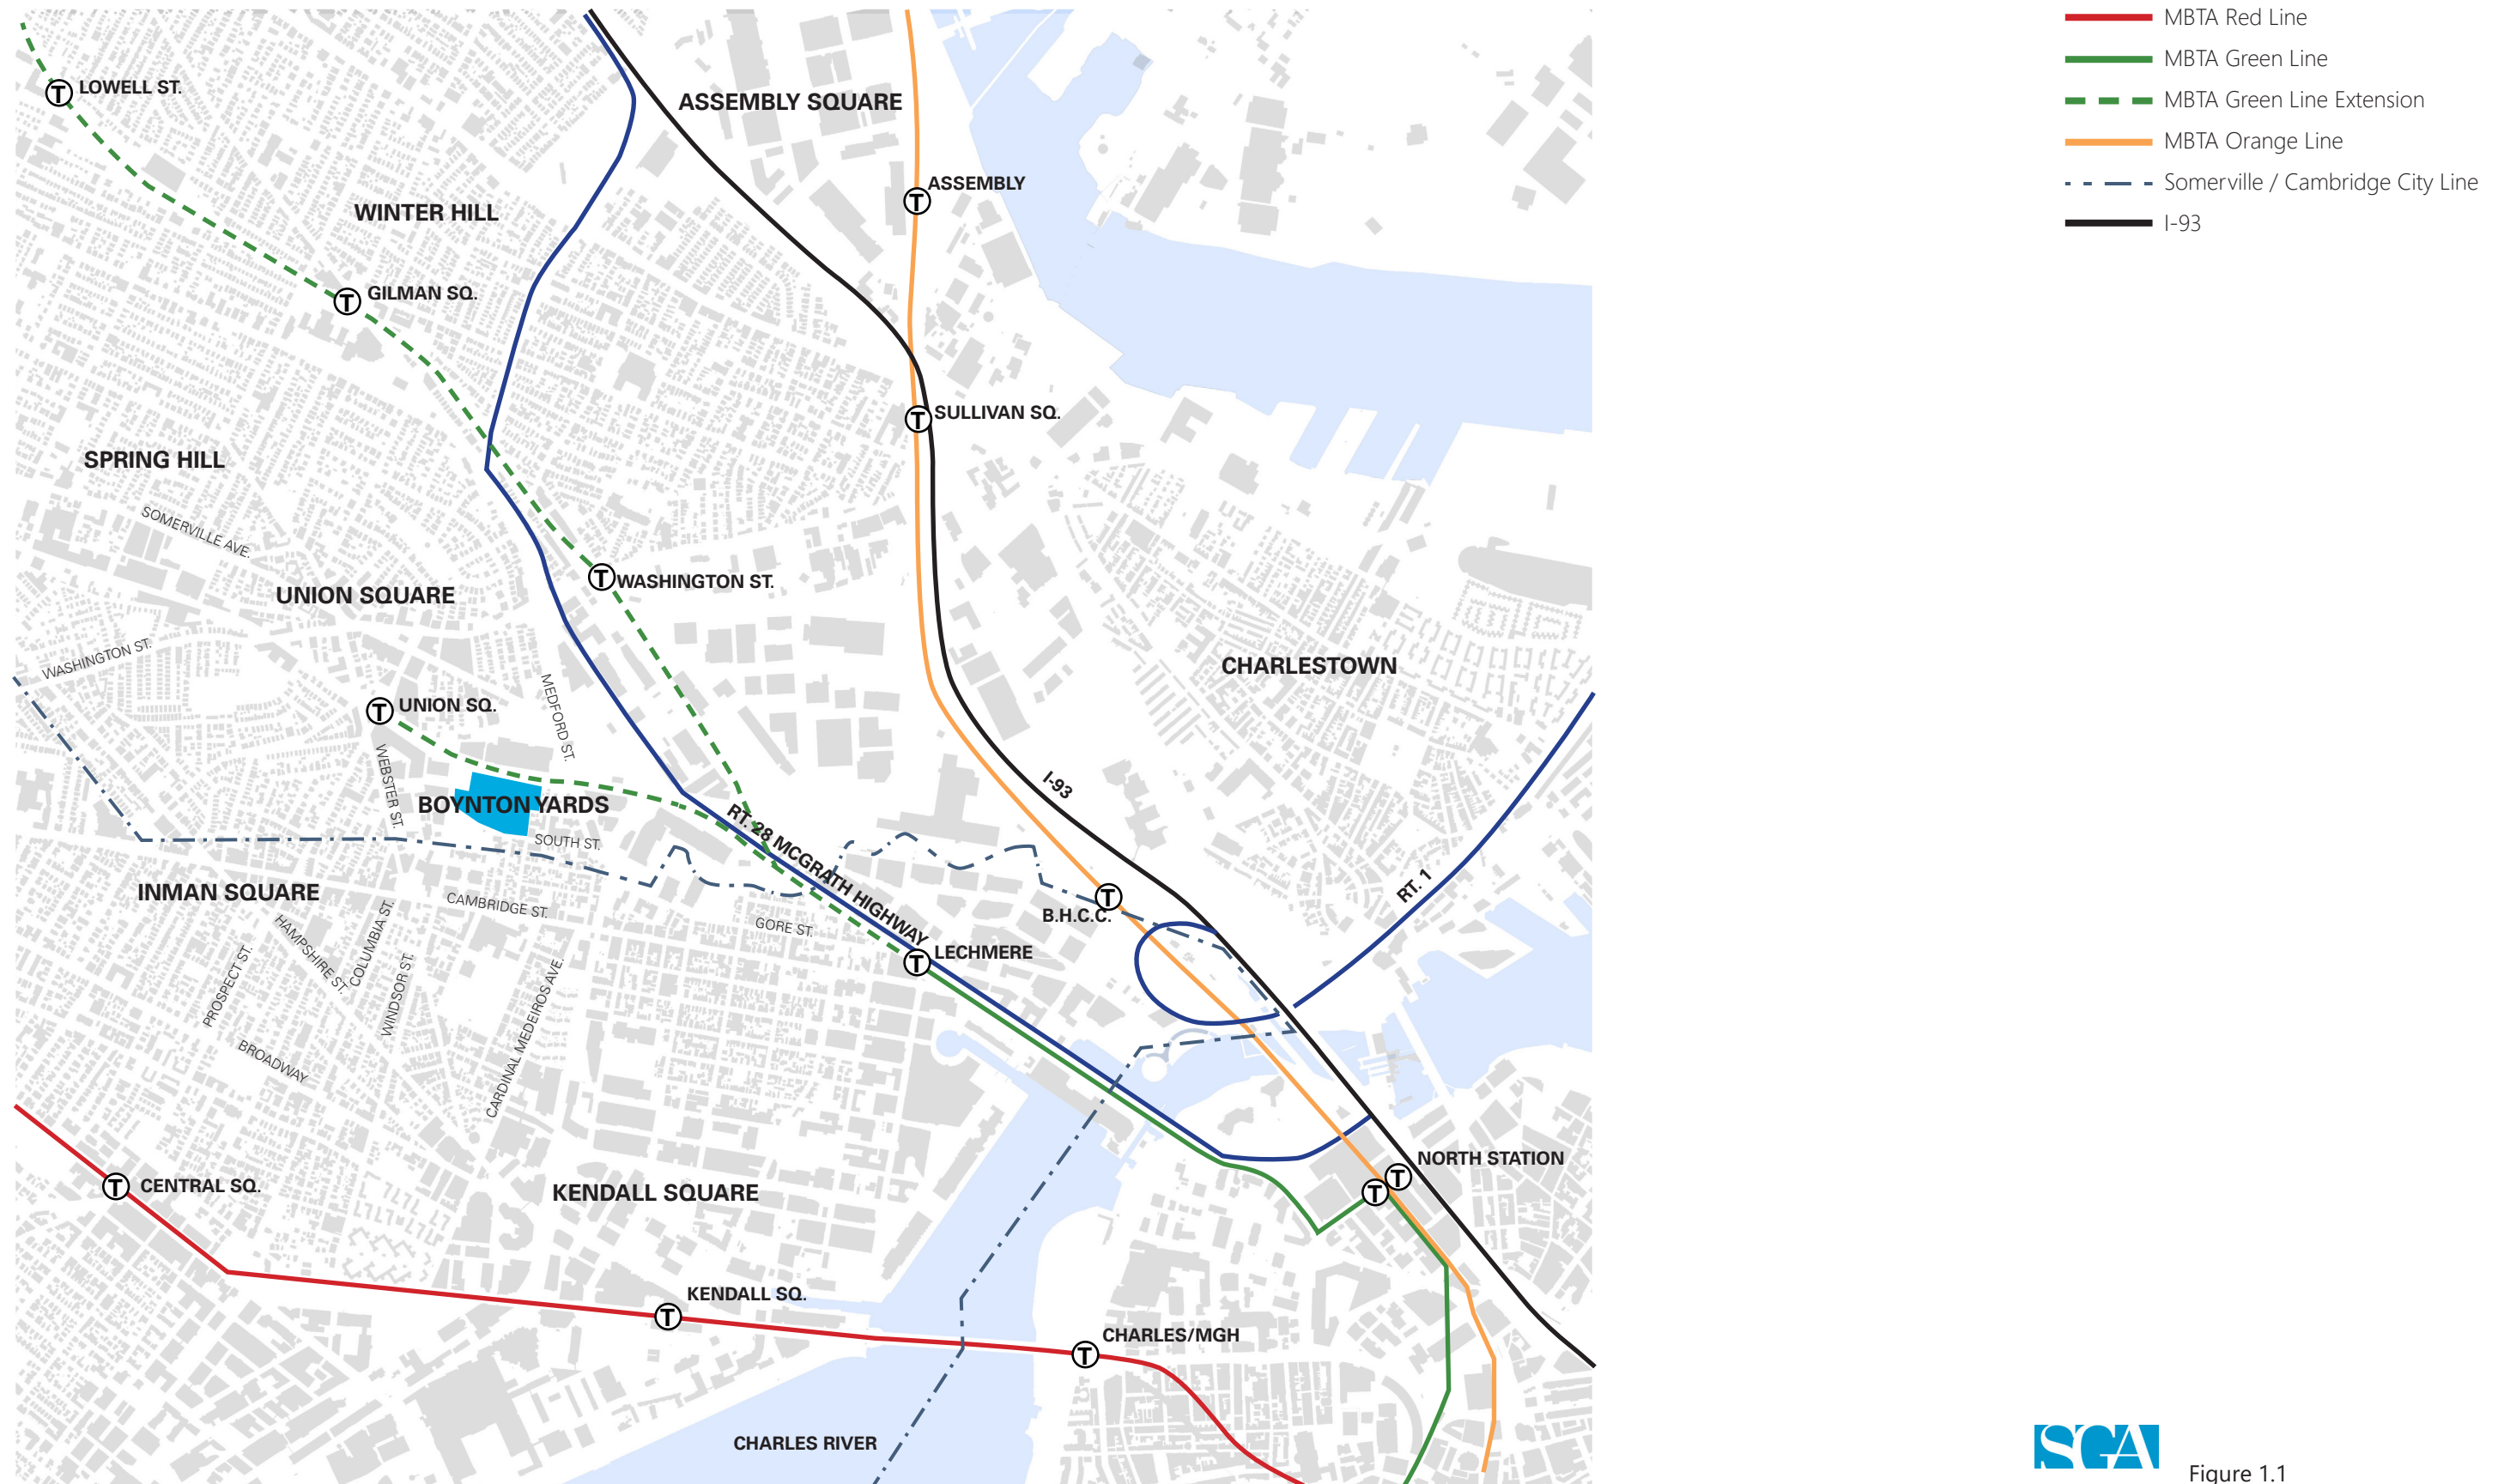 MBTA Red Line
MBTA Green Line
MBTA Green Line Extension
MBTA Orange Line
Somerville / Cambridge City Line
I-93
LOWELL ST.
ASSEMBLY SQUARE
ASSEMBLY
WINTER HILL
GILMAN SQ.
SULLIVAN SQ.
SPRING HILL
SOMERVILLE AVE.
WASHINGTON ST.
UNION SQUARE
WASHINGTON ST.
CHARLESTOWN
MEDFORD ST.
UNION SQ.
WEBSTER ST.
I-93
BOYNTON YARDS
SOUTH ST.
RT. 28 MCGRATH HIGHWAY
RT. 1
INMAN SQUARE
CAMBRIDGE ST.
B.H.C.C.
GORE ST.
HAMPSHIRE ST.
COLUMBIA ST.
PROSPECT ST.
WINDSOR ST.
LECHMERE
CARDINAL MEDEIROS AVE.
BROADWAY
NORTH STATION
CENTRAL SQ.
KENDALL SQUARE
KENDALL SQ.
CHARLES/MGH
CHARLES RIVER
T
T
T
T
T
T
T
T
T
T
T
T
T
SGA
Figure 1.1